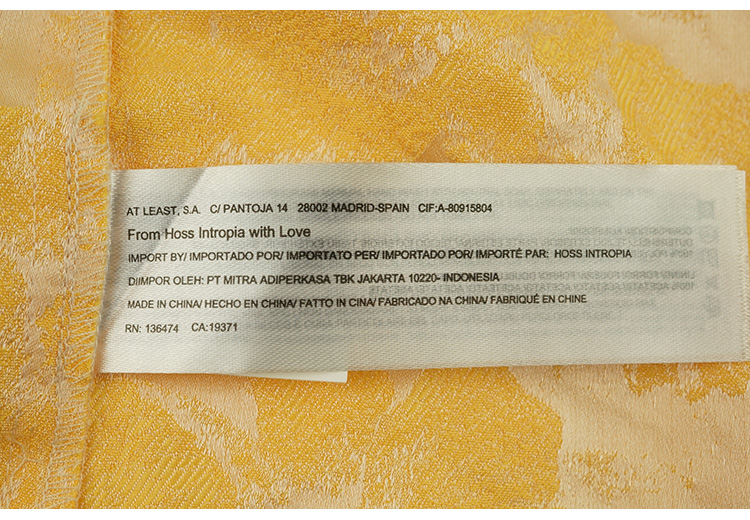 AT LEAST, S.A. C/ PANTOJA 14 28002 MADRID-SPAIN CIF:A-80915804
From Hoss Intropia with Love
IMPORT BY/ IMPORTADO POR/ IMPORTATO PER/ IMPORTADO POR/ IMPORTÉ PAR: HOSS INTROPIA
D/IMPOR OLEH: PT MITRA ADIPERKASA TBK JAKARTA 10220- INDONESIA
MADE IN CHINA/ HECHO EN CHINA/ FATTO IN CINA/ FABRICADO NA CHINA/ FABRIQUÉ EN CHINE
RN: 136474 CA:19371